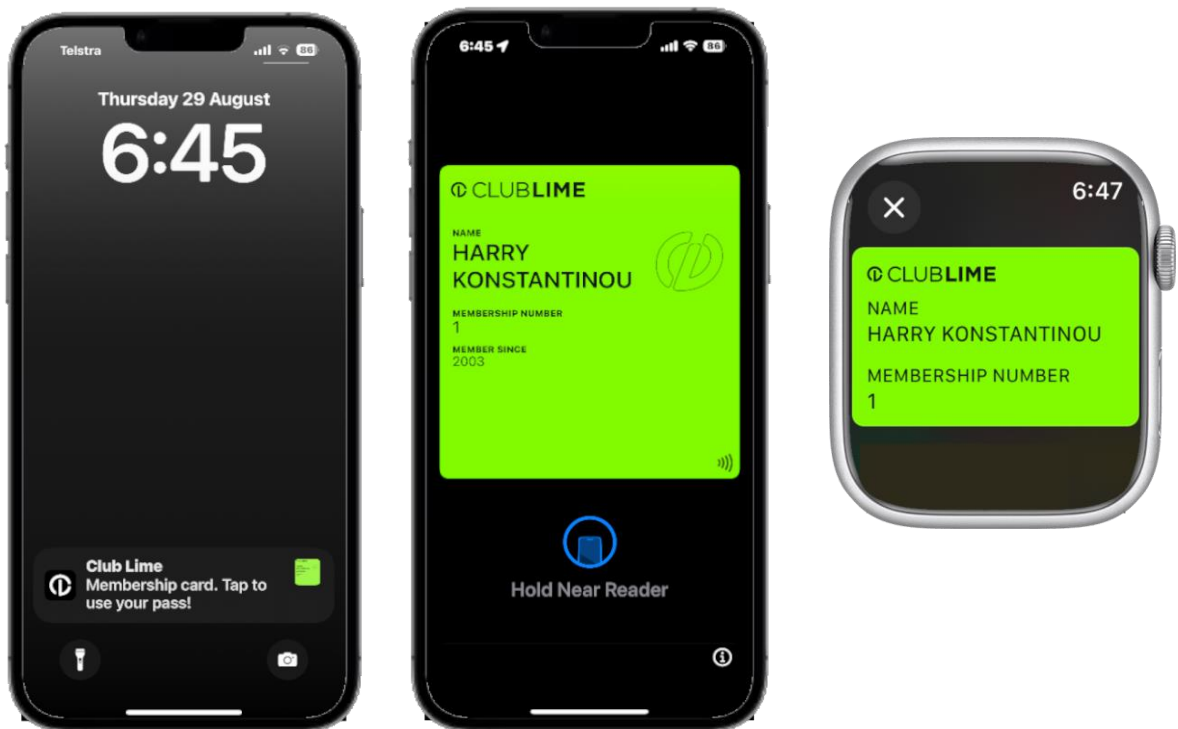 Telstra
86
Thursday 29 August
6:45
Club Lime
Membership card. Tap to
use your pass!
6:45
86
CLUBLIME
NAME
HARRY
KONSTANTINOU
MEMBERSHIP NUMBER
1
MEMBER SINCE
2003
Hold Near Reader
6:47
CLUBLIME
NAME
HARRY KONSTANTINOU
MEMBERSHIP NUMBER
1